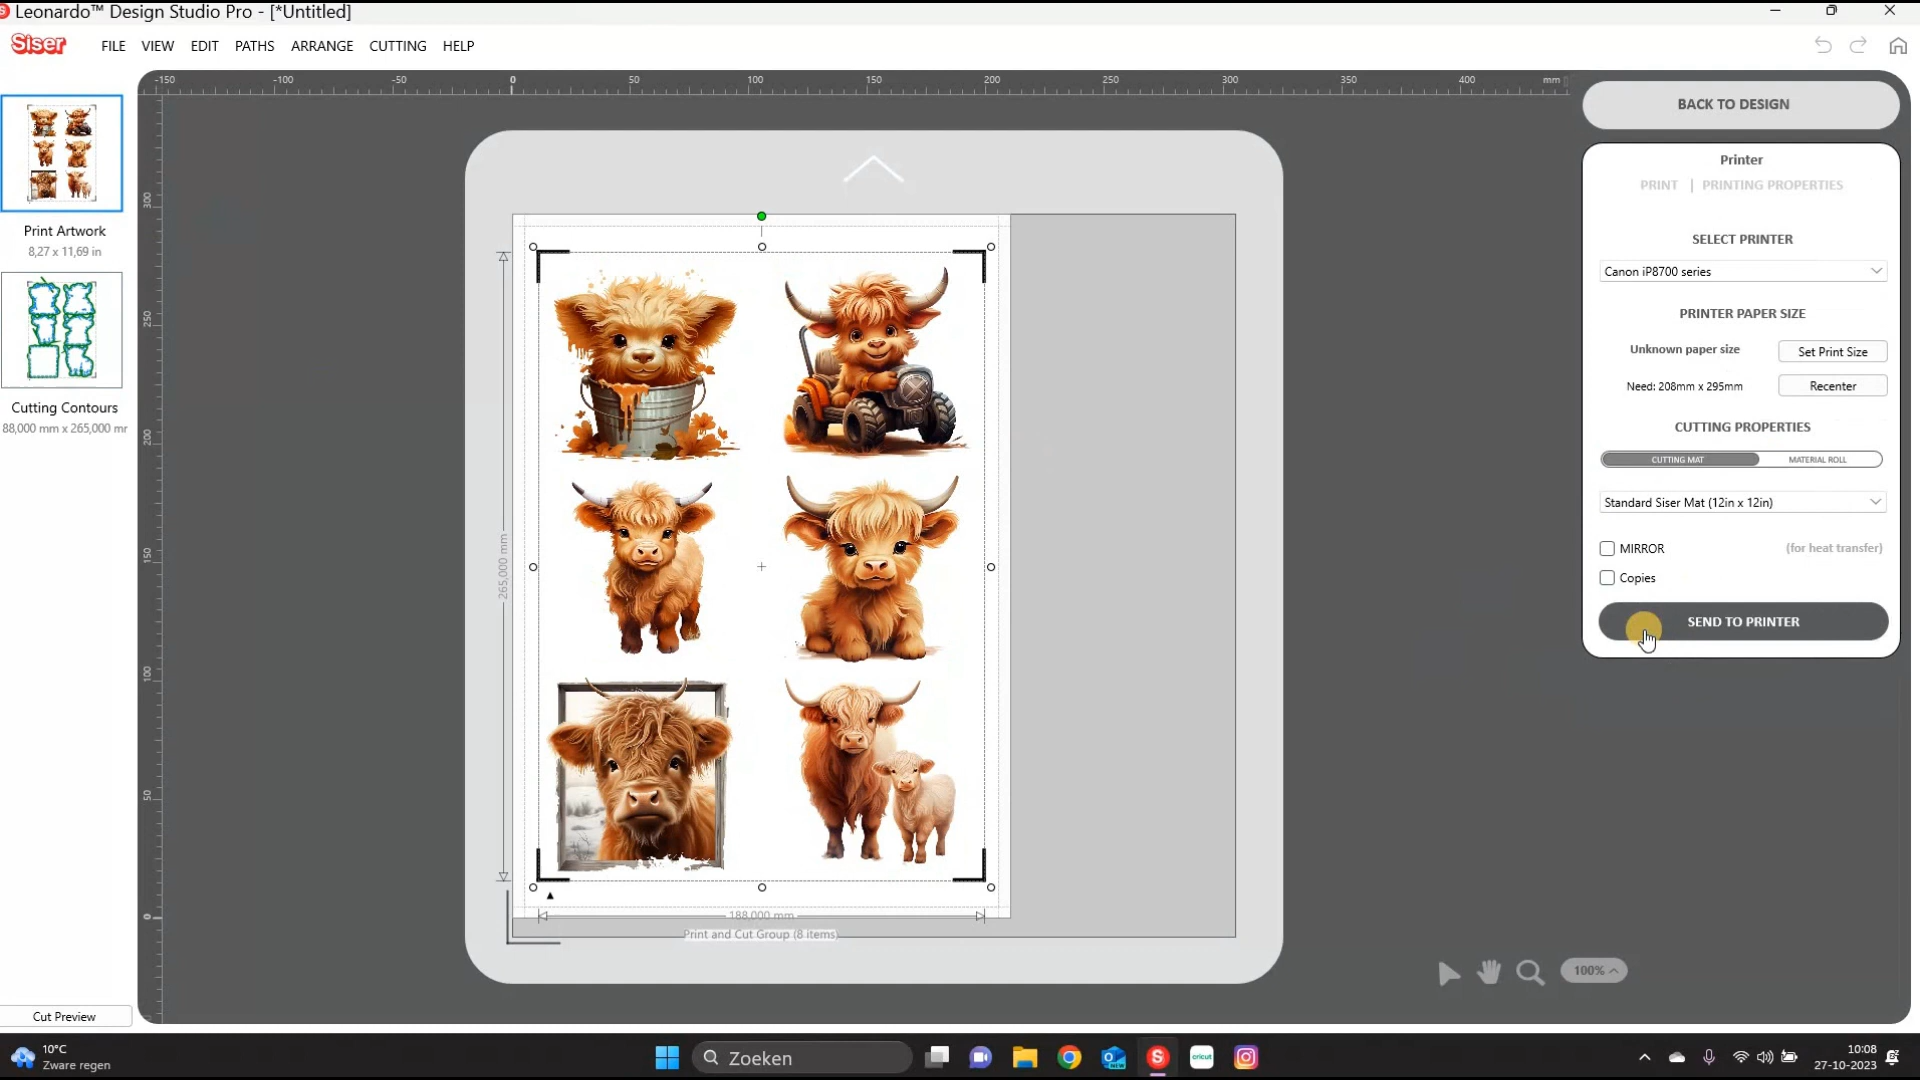 Leonardo™ Design Studio Pro - [*Untitled]
Siser
FILE VIEW EDIT PATHS ARRANGE CUTTING HELP
-150 -100 -50 0 50 100 150 200 250 300 350 400 mm
BACK TO DESIGN
Printer
PRINT | PRINTING PROPERTIES
SELECT PRINTER
Canon iP8700 series
PRINTER PAPER SIZE
Unknown paper size
Set Print Size
Need: 208mm x 295mm
Recenter
CUTTING PROPERTIES
CUTTING MAT
MATERIAL ROLL
Standard Siser Mat (12in x 12in)
MIRROR
(for heat transfer)
Copies
SEND TO PRINTER
Print Artwork
8,27 x 11,69 in
Cutting Contours
88,000 mm x 265,000 mr
Cut Preview
300
250
200
150
100
50
0
265,000 mm
188,000 mm
Print and Cut Group (8 items)
100%
10°C
Zware regen
Zoeken
NEW
S
cricut
10:08
27-10-2023